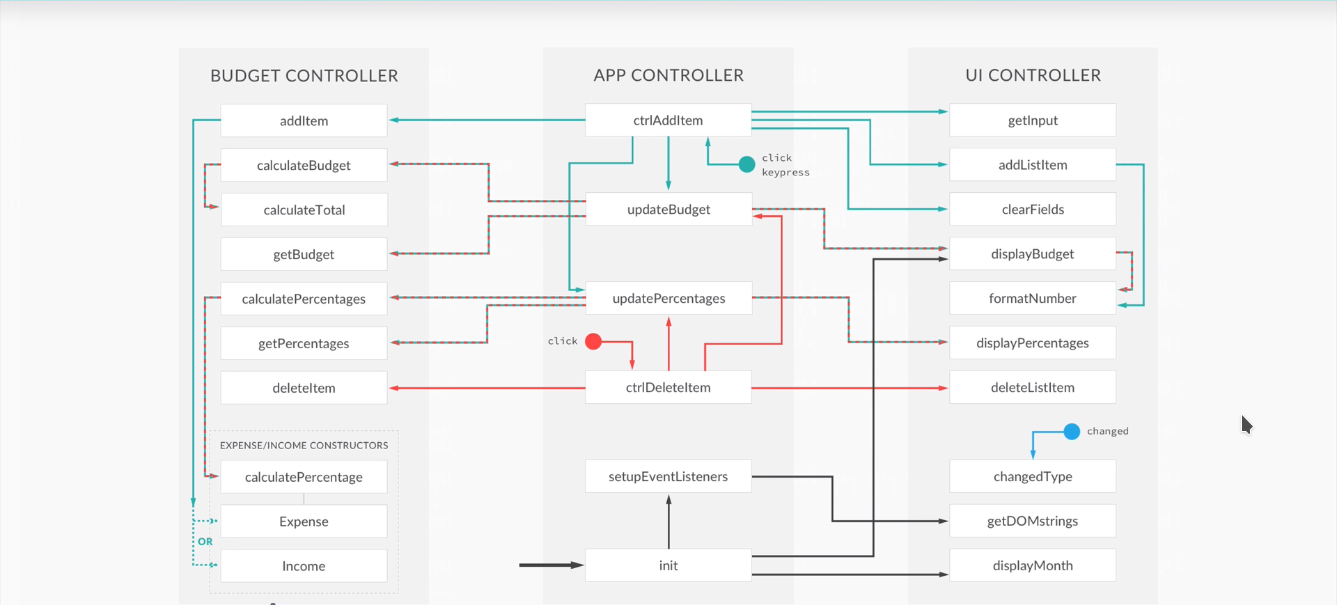 BUDGET CONTROLLER
addItem
calculateBudget
calculateTotal
getBudget
calculatePercentages
getPercentages
deleteItem
EXPENSE/INCOME CONSTRUCTORS
calculatePercentage
Expense
OR
Income
APP CONTROLLER
ctrlAddItem
click
keypress
updateBudget
updatePercentages
click
ctrlDeleteItem
setupEventListeners
init
UI CONTROLLER
getInput
addListItem
clearFields
displayBudget
formatNumber
displayPercentages
deleteListItem
changed
changedType
getDOMstrings
displayMonth